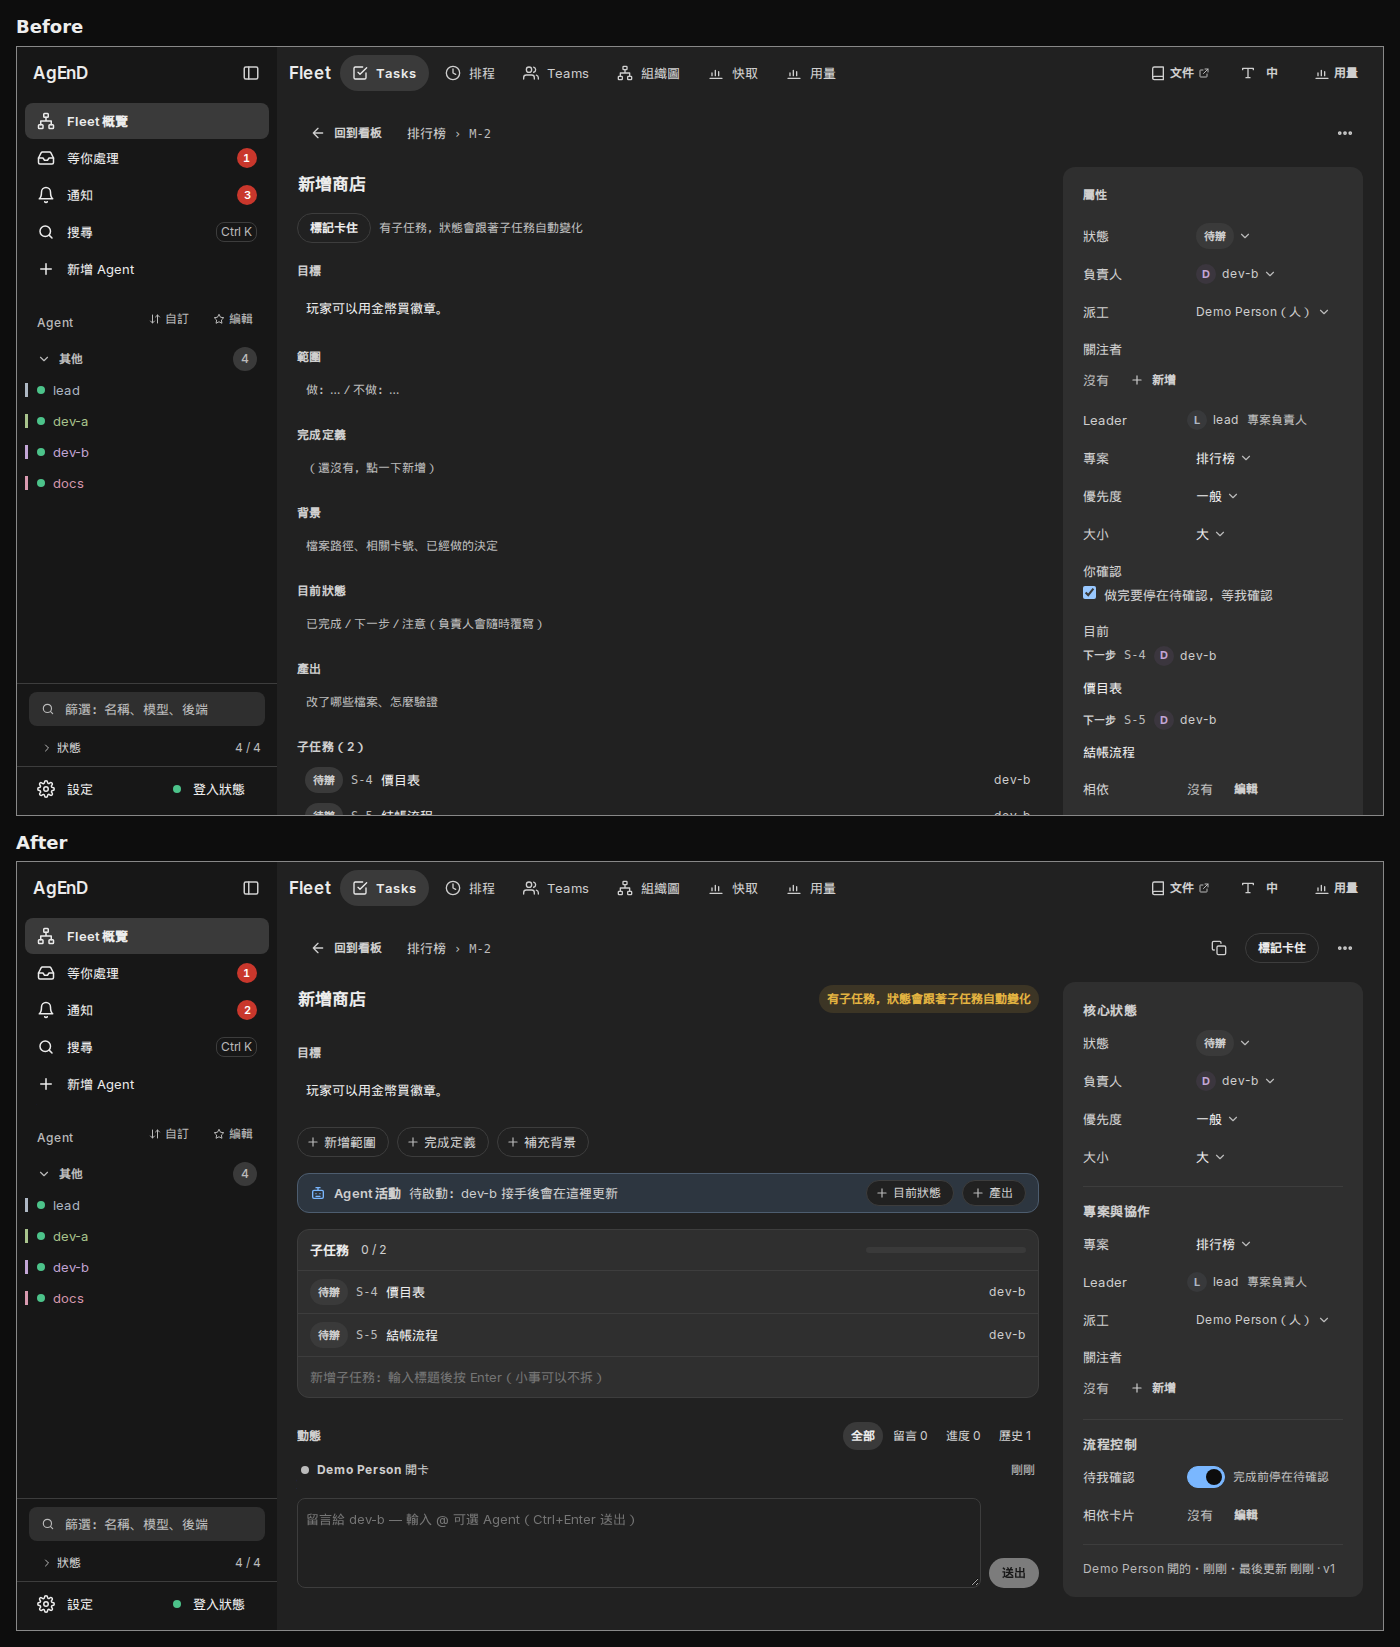 Before
AgEnD
Fleet Tasks 排程 Teams 組織圖 快取 用量 文件 中 用量
Fleet 概覽
等你處理 1
通知 3
搜尋 Ctrl K
新增 Agent
Agent 自訂 編輯
其他 4
lead
dev-a
dev-b
docs
篩選：名稱、模型、後端
狀態 4 / 4
設定 登入狀態
回到看板 排行榜 › M-2
新增商店
標記卡住 有子任務，狀態會跟著子任務自動變化
目標
玩家可以用金幣買徽章。
範圍
做：… / 不做：…
完成定義
（還沒有，點一下新增）
背景
檔案路徑、相關卡號、已經做的決定
目前狀態
已完成 / 下一步 / 注意（負責人會隨時覆寫）
產出
改了哪些檔案、怎麼驗證
子任務（2）
待辦 S-4 價目表 dev-b
待辦 S-5 結帳流程 dev-b
屬性
狀態 待辦
負責人 D dev-b
派工 Demo Person（人）
關注者
沒有 新增
Leader L lead 專案負責人
專案 排行榜
優先度 一般
大小 大
你確認
做完要停在待確認，等我確認
目前
下一步 S-4 D dev-b
價目表
下一步 S-5 D dev-b
結帳流程
相依 沒有 編輯
After
AgEnD
Fleet Tasks 排程 Teams 組織圖 快取 用量 文件 中 用量
Fleet 概覽
等你處理 1
通知 2
搜尋 Ctrl K
新增 Agent
Agent 自訂 編輯
其他 4
lead
dev-a
dev-b
docs
篩選：名稱、模型、後端
狀態 4 / 4
設定 登入狀態
回到看板 排行榜 › M-2 標記卡住
新增商店 有子任務，狀態會跟著子任務自動變化
目標
玩家可以用金幣買徽章。
新增範圍 完成定義 補充背景
Agent 活動 待啟動：dev-b 接手後會在這裡更新 目前狀態 產出
子任務 0 / 2
待辦 S-4 價目表 dev-b
待辦 S-5 結帳流程 dev-b
新增子任務：輸入標題後按 Enter（小事可以不拆）
動態 全部 留言 0 進度 0 歷史 1
Demo Person 開卡 剛剛
留言給 dev-b — 輸入 @ 可選 Agent（Ctrl+Enter 送出）
送出
核心狀態
狀態 待辦
負責人 D dev-b
優先度 一般
大小 大
專案與協作
專案 排行榜
Leader L lead 專案負責人
派工 Demo Person（人）
關注者
沒有 新增
流程控制
待我確認 完成前停在待確認
相依卡片 沒有 編輯
Demo Person 開的・剛剛・最後更新 剛剛 · v1